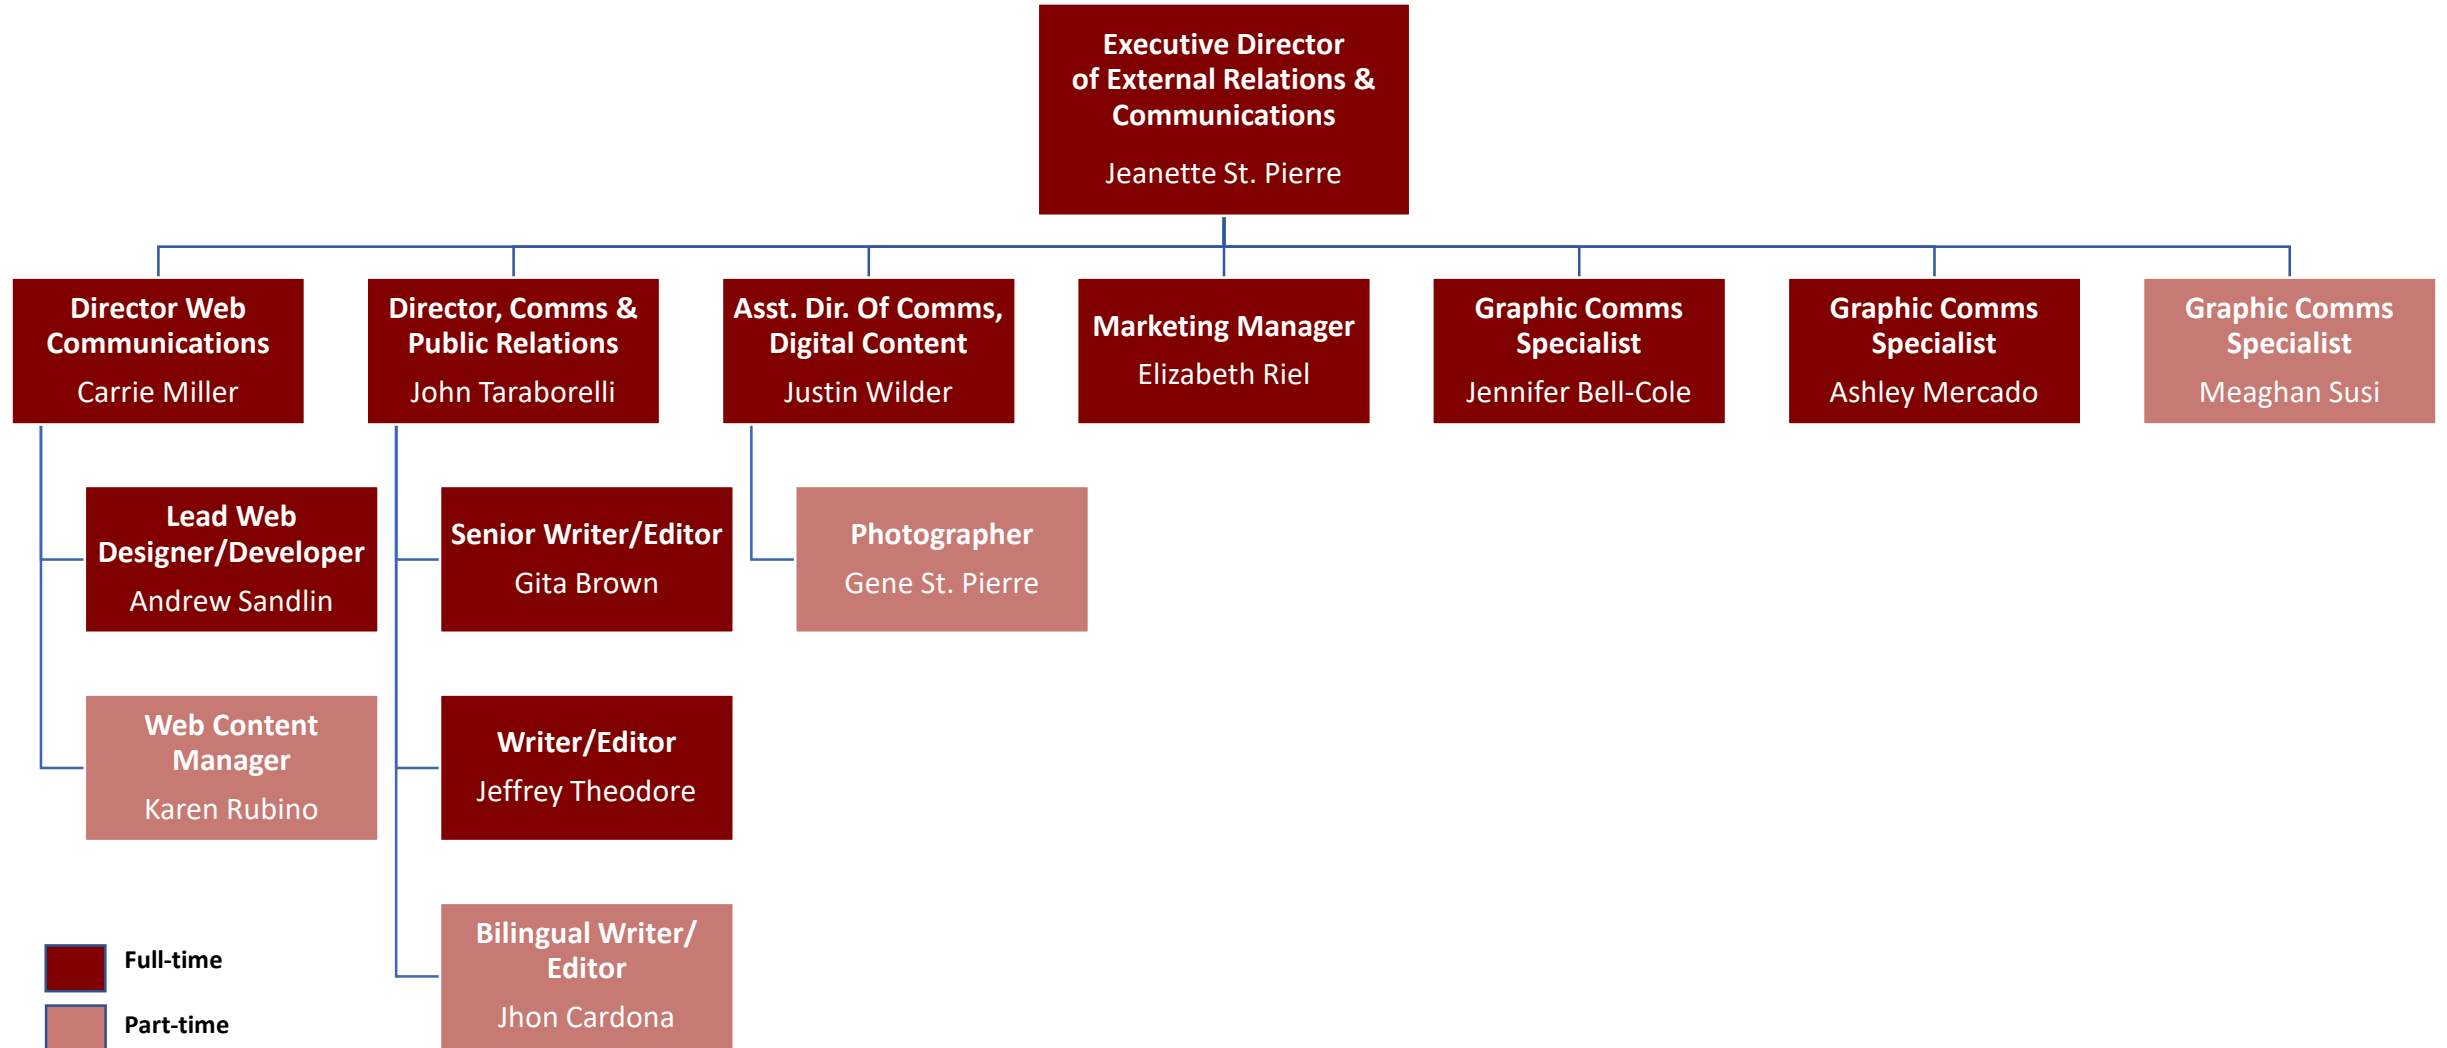 Executive Director
of External Relations &
Communications
Jeanette St. Pierre
Director Web
Communications
Carrie Miller
Director, Comms &
Public Relations
John Taraborelli
Asst. Dir. Of Comms,
Digital Content
Justin Wilder
Marketing Manager
Elizabeth Riel
Graphic Comms
Specialist
Jennifer Bell-Cole
Graphic Comms
Specialist
Ashley Mercado
Graphic Comms
Specialist
Meaghan Susi
Lead Web
Designer/Developer
Andrew Sandlin
Senior Writer/Editor
Gita Brown
Photographer
Gene St. Pierre
Web Content
Manager
Karen Rubino
Writer/Editor
Jeffrey Theodore
Bilingual Writer/
Editor
Jhon Cardona
Full-time
Part-time